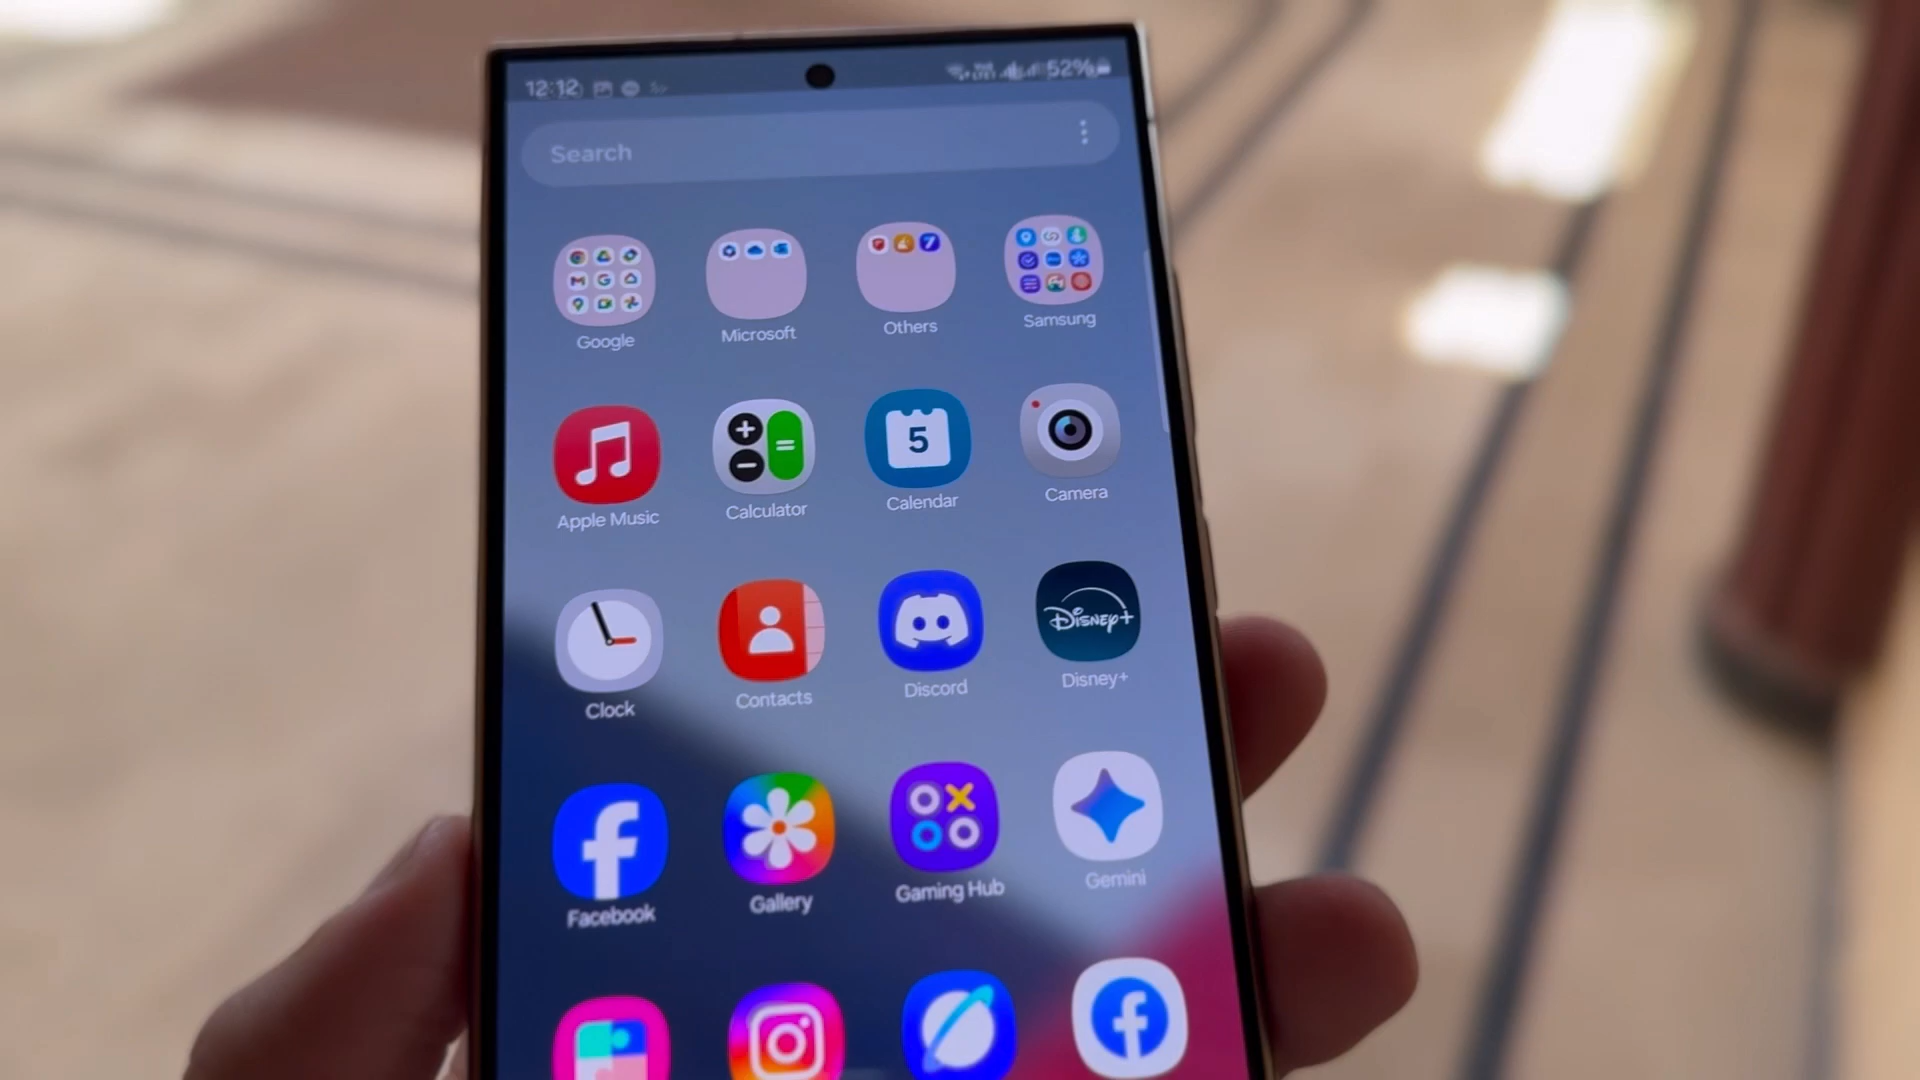 12:12 52%
Search
Google Microsoft Others Samsung
5
Apple Music Calculator Calendar Camera
Disney+
Clock Contacts Discord Disney+
Facebook Gallery Gaming Hub Gemini